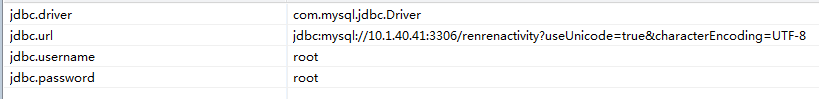 jdbc.driver com.mysql.jdbc.Driver
jdbc.url jdbc:mysql://10.1.40.41:3306/renrenactivity?useUnicode=true&characterEncoding=UTF-8
jdbc.username root
jdbc.password root